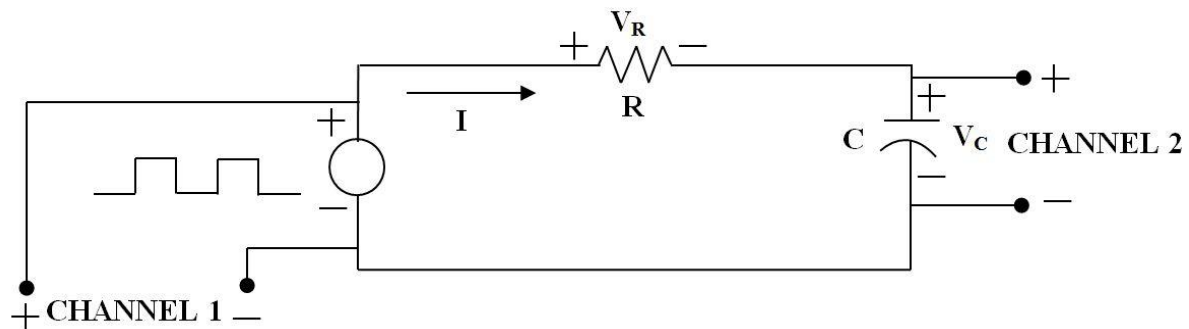 V_R
+ −
I
R
+
+
+
C
V_C
CHANNEL 2
−
−
−
+ CHANNEL 1 −